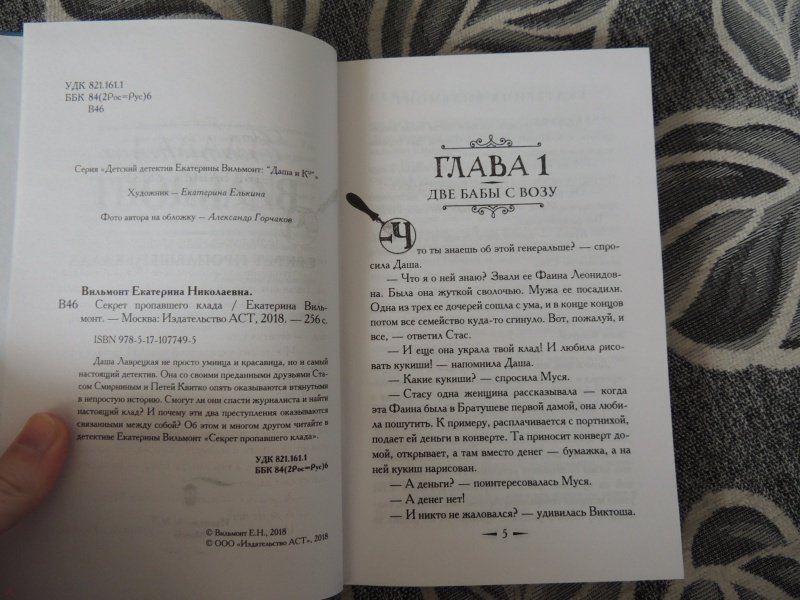 УДК 821.161.1
ББК 84(2Рос=Рус)6
В46
Серия «Детский детектив Екатерины Вильмонт: "Даша и К°"».
Художник — Екатерина Елькина
Фото автора на обложку — Александр Горчаков
Вильмонт Екатерина Николаевна.
В46 Секрет пропавшего клада / Екатерина Виль-
монт. — Москва: Издательство АСТ, 2018. — 256 с.
ISBN 978-5-17-107749-5
Даша Лаврецкая не просто умница и красавица, но и самый
настоящий детектив. Она со своими преданными друзьями Ста-
сом Смирниным и Петей Квитко опять оказываются втянутыми
в непростую историю. Смогут ли они спасти журналиста и найти
настоящий клад? И почему эти два преступления оказываются
связанными между собой? Об этом и многом другом читайте в
детективе Екатерины Вильмонт «Секрет пропавшего клада».
УДК 821.161.1
ББК 84(2Рос=Рус)6
© Вильмонт Е.Н., 2018
© ООО «Издательство АСТ», 2018
ГЛАВА 1
ДВЕ БАБЫ С ВОЗУ
— Что ты знаешь об этой генеральше? — спро-
сила Даша.
— Что я о ней знаю? Звали ее Фаина Леонидов-
на. Была она жуткой сволочью. Мужа ее посадили.
Одна из трех ее дочерей сошла с ума, и в конце концов
потом все семейство куда-то сгинуло. Вот, пожалуй, и
все, — ответил Стас.
— И еще она украла твой клад! И любила рисо-
вать кукиши! — напомнила Даша.
— Какие кукиши? — спросила Муся.
— Стасу одна женщина рассказывала — когда
эта Фаина была в Братушеве первой дамой, она люби-
ла пошутить. К примеру, расплачивается с портнихой,
подает ей деньги в конверте. Та приносит конверт до-
мой, открывает, а там вместо денег — бумажка, а на
ней кукиш нарисован.
— А деньги? — поинтересовалась Муся.
— А денег нет!
— И никто не жаловался? — удивилась Виктоша.
5